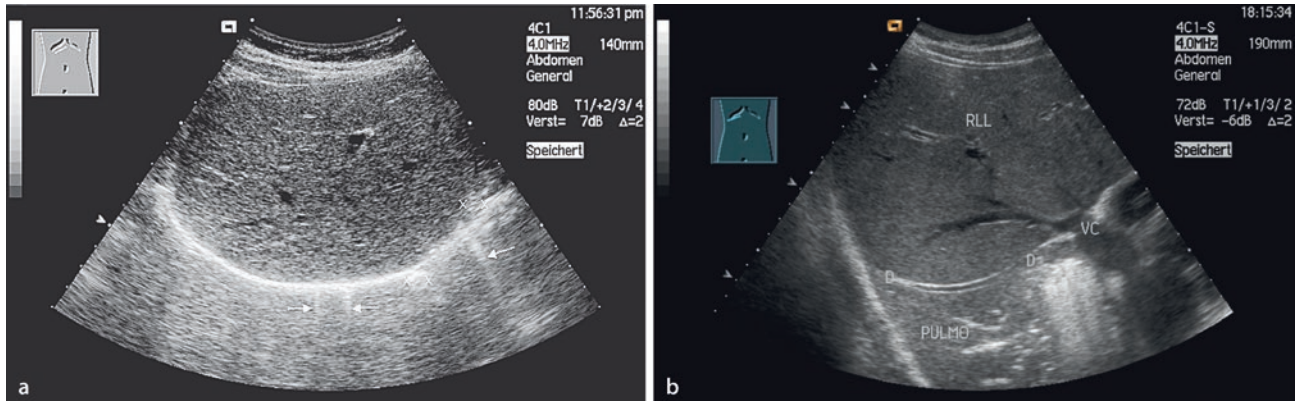 11:56:31 pm
4C1
4.0MHz 140mm
Abdomen
General
80dB T1/+2/3/4
Verst= 7dB Δ=2
Speichert
X
X
a
18:15:34
4C1-S
4.0MHz 190mm
Abdomen
General
72dB T1/+1/3/2
Verst= -6dB Δ=2
Speichert
RLL
VC
D
D
PULMO
b